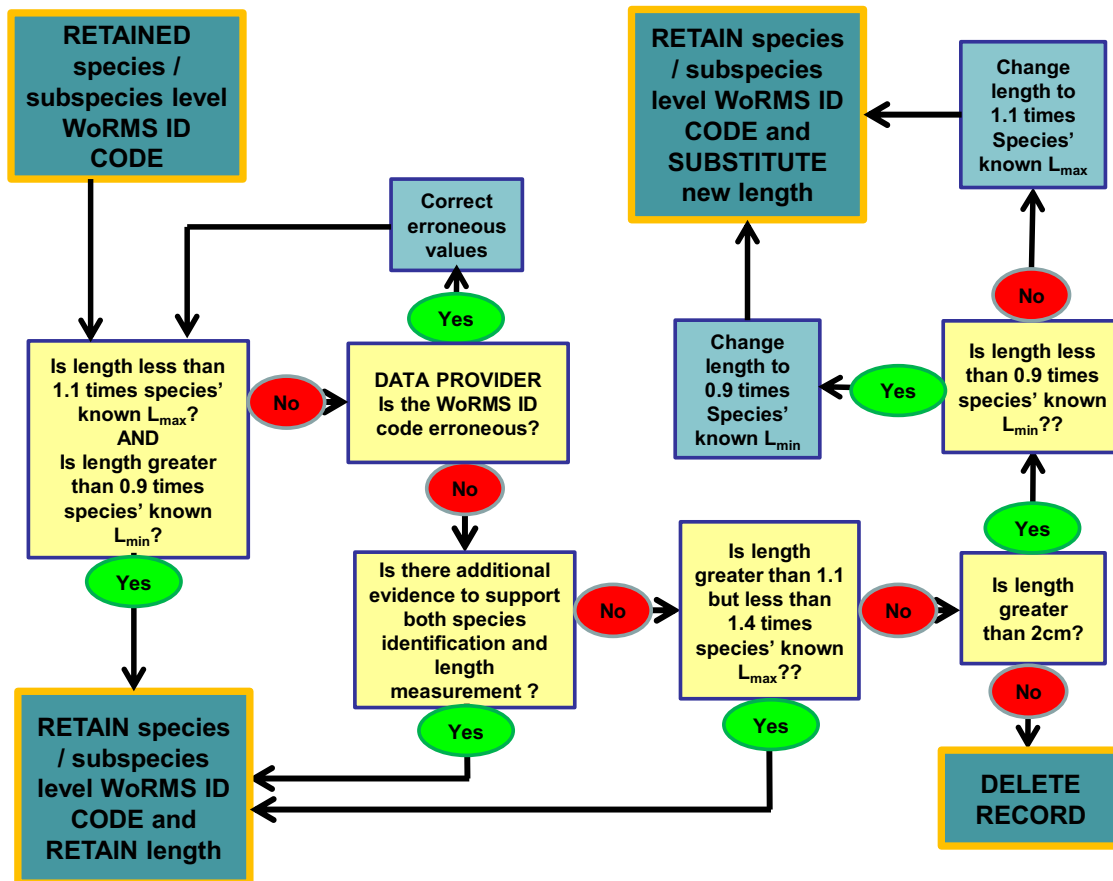 RETAINED
species /
subspecies level
WoRMS ID
CODE
Correct
erroneous
values
Yes
Is length less than
1.1 times species’
known Lmax?
AND
Is length greater
than 0.9 times
species’ known
Lmin?
No
DATA PROVIDER
Is the WoRMS ID
code erroneous?
Yes
No
Is there additional
evidence to support
both species
identification and
length
measurement ?
No
Yes
RETAIN species
/ subspecies
level WoRMS ID
CODE and
RETAIN length
Is length
greater than 1.1
but less than
1.4 times
species’ known
Lmax??
No
Yes
Is length
greater
than 2cm?
Yes
No
DELETE
RECORD
Is length less
than 0.9 times
species’ known
Lmin??
Yes
No
Change
length to
0.9 times
Species’
known Lmin
Change
length to
1.1 times
Species’
known Lmax
RETAIN species
/ subspecies
level WoRMS ID
CODE and
SUBSTITUTE
new length